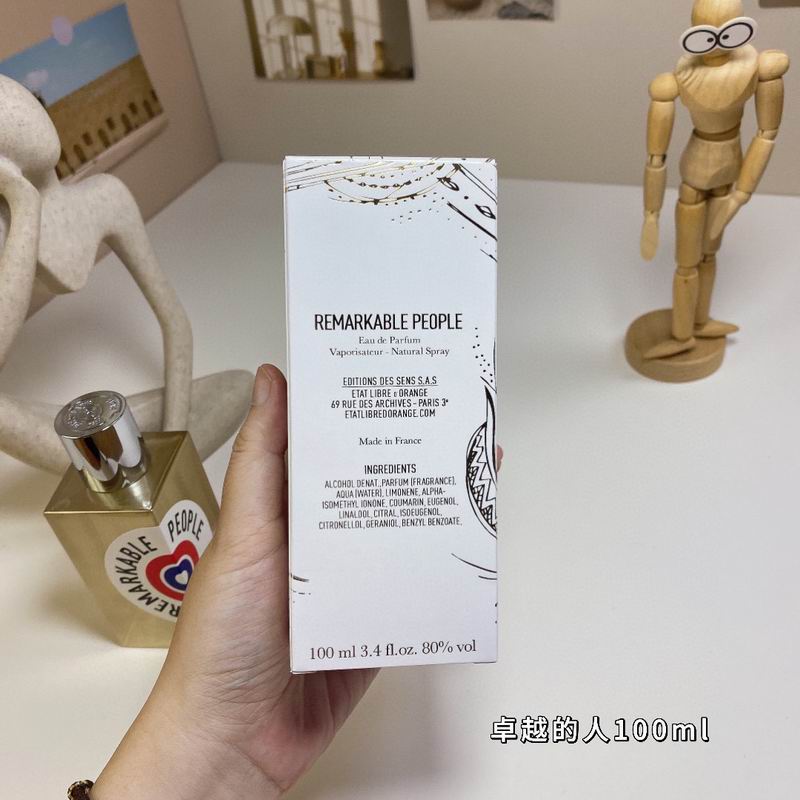 REMARKABLE PEOPLE
Eau de Parfum
Vaporisateur - Natural Spray
EDITIONS DES SENS S.A.S
ETAT LIBRE D ORANGE
69 RUE DES ARCHIVES - PARIS 3e
ETATLIBREDORANGE.COM
Made in France
INGREDIENTS
ALCOHOL DENAT., PARFUM (FRAGRANCE),
AQUA (WATER), LIMONENE, ALPHA-
ISOMETHYL IONONE, COUMARIN, EUGENOL,
LINALOOL, CITRAL, ISOEUGENOL,
CITRONELLOL, GERANIOL, BENZYL BENZOATE.
100 ml 3.4 fl.oz. 80% vol
REMARKABLE PEOPLE
卓越的人100ml